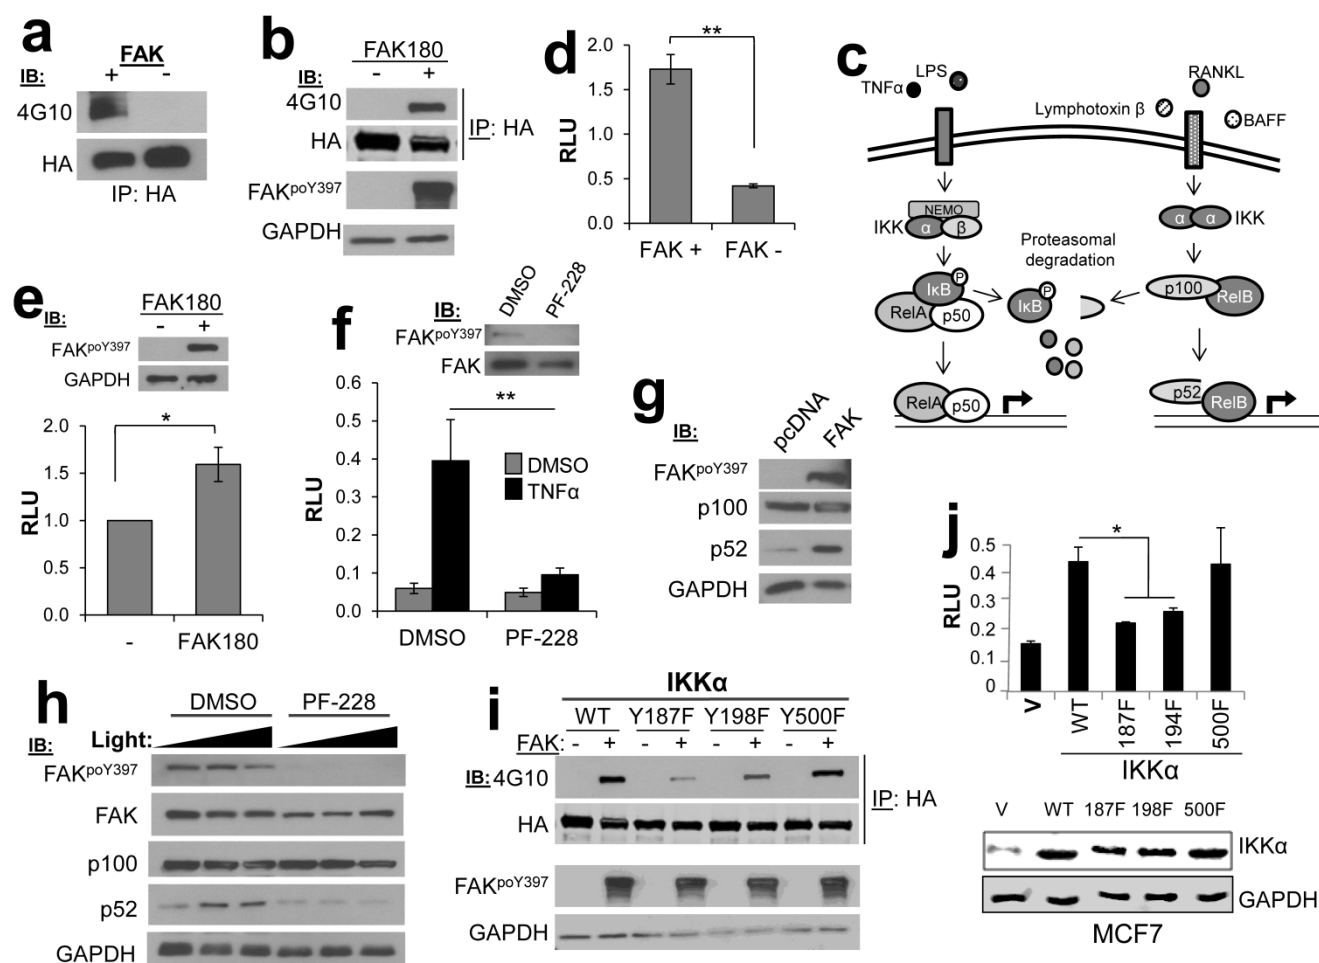 a
FAK
IB:
+ -
4G10
HA
IP: HA
b
FAK180
IB: - +
4G10
HA
IP: HA
FAKpoY397
GAPDH
d
**
RLU
2.0
1.5
1.0
0.5
0.0
FAK + FAK -
c
TNFα
LPS
RANKL
Lymphotoxin β
BAFF
NEMO
IKK α β
α α IKK
Proteasomal
degradation
IκB P
RelA p50
IκB P
p100 RelB
RelA p50
p52 RelB
e
FAK180
IB: - +
FAKpoY397
GAPDH
*
RLU
2.0
1.5
1.0
0.5
0.0
- FAK180
f
DMSO PF-228
IB:
FAKpoY397
FAK
**
RLU
0.6
0.5
0.4
0.3
0.2
0.1
0.0
DMSO
TNFα
DMSO PF-228
g
pcDNA FAK
IB:
FAKpoY397
p100
p52
GAPDH
h
DMSO PF-228
Light:
IB:
FAKpoY397
FAK
p100
p52
GAPDH
i
IKKα
WT Y187F Y198F Y500F
FAK: - + - + - + - +
IB: 4G10
HA
IP: HA
FAKpoY397
GAPDH
j
*
RLU
0.5
0.4
0.3
0.2
0.1
0
V WT 187F 194F 500F
IKKα
V WT 187F 198F 500F
IKKα
GAPDH
MCF7